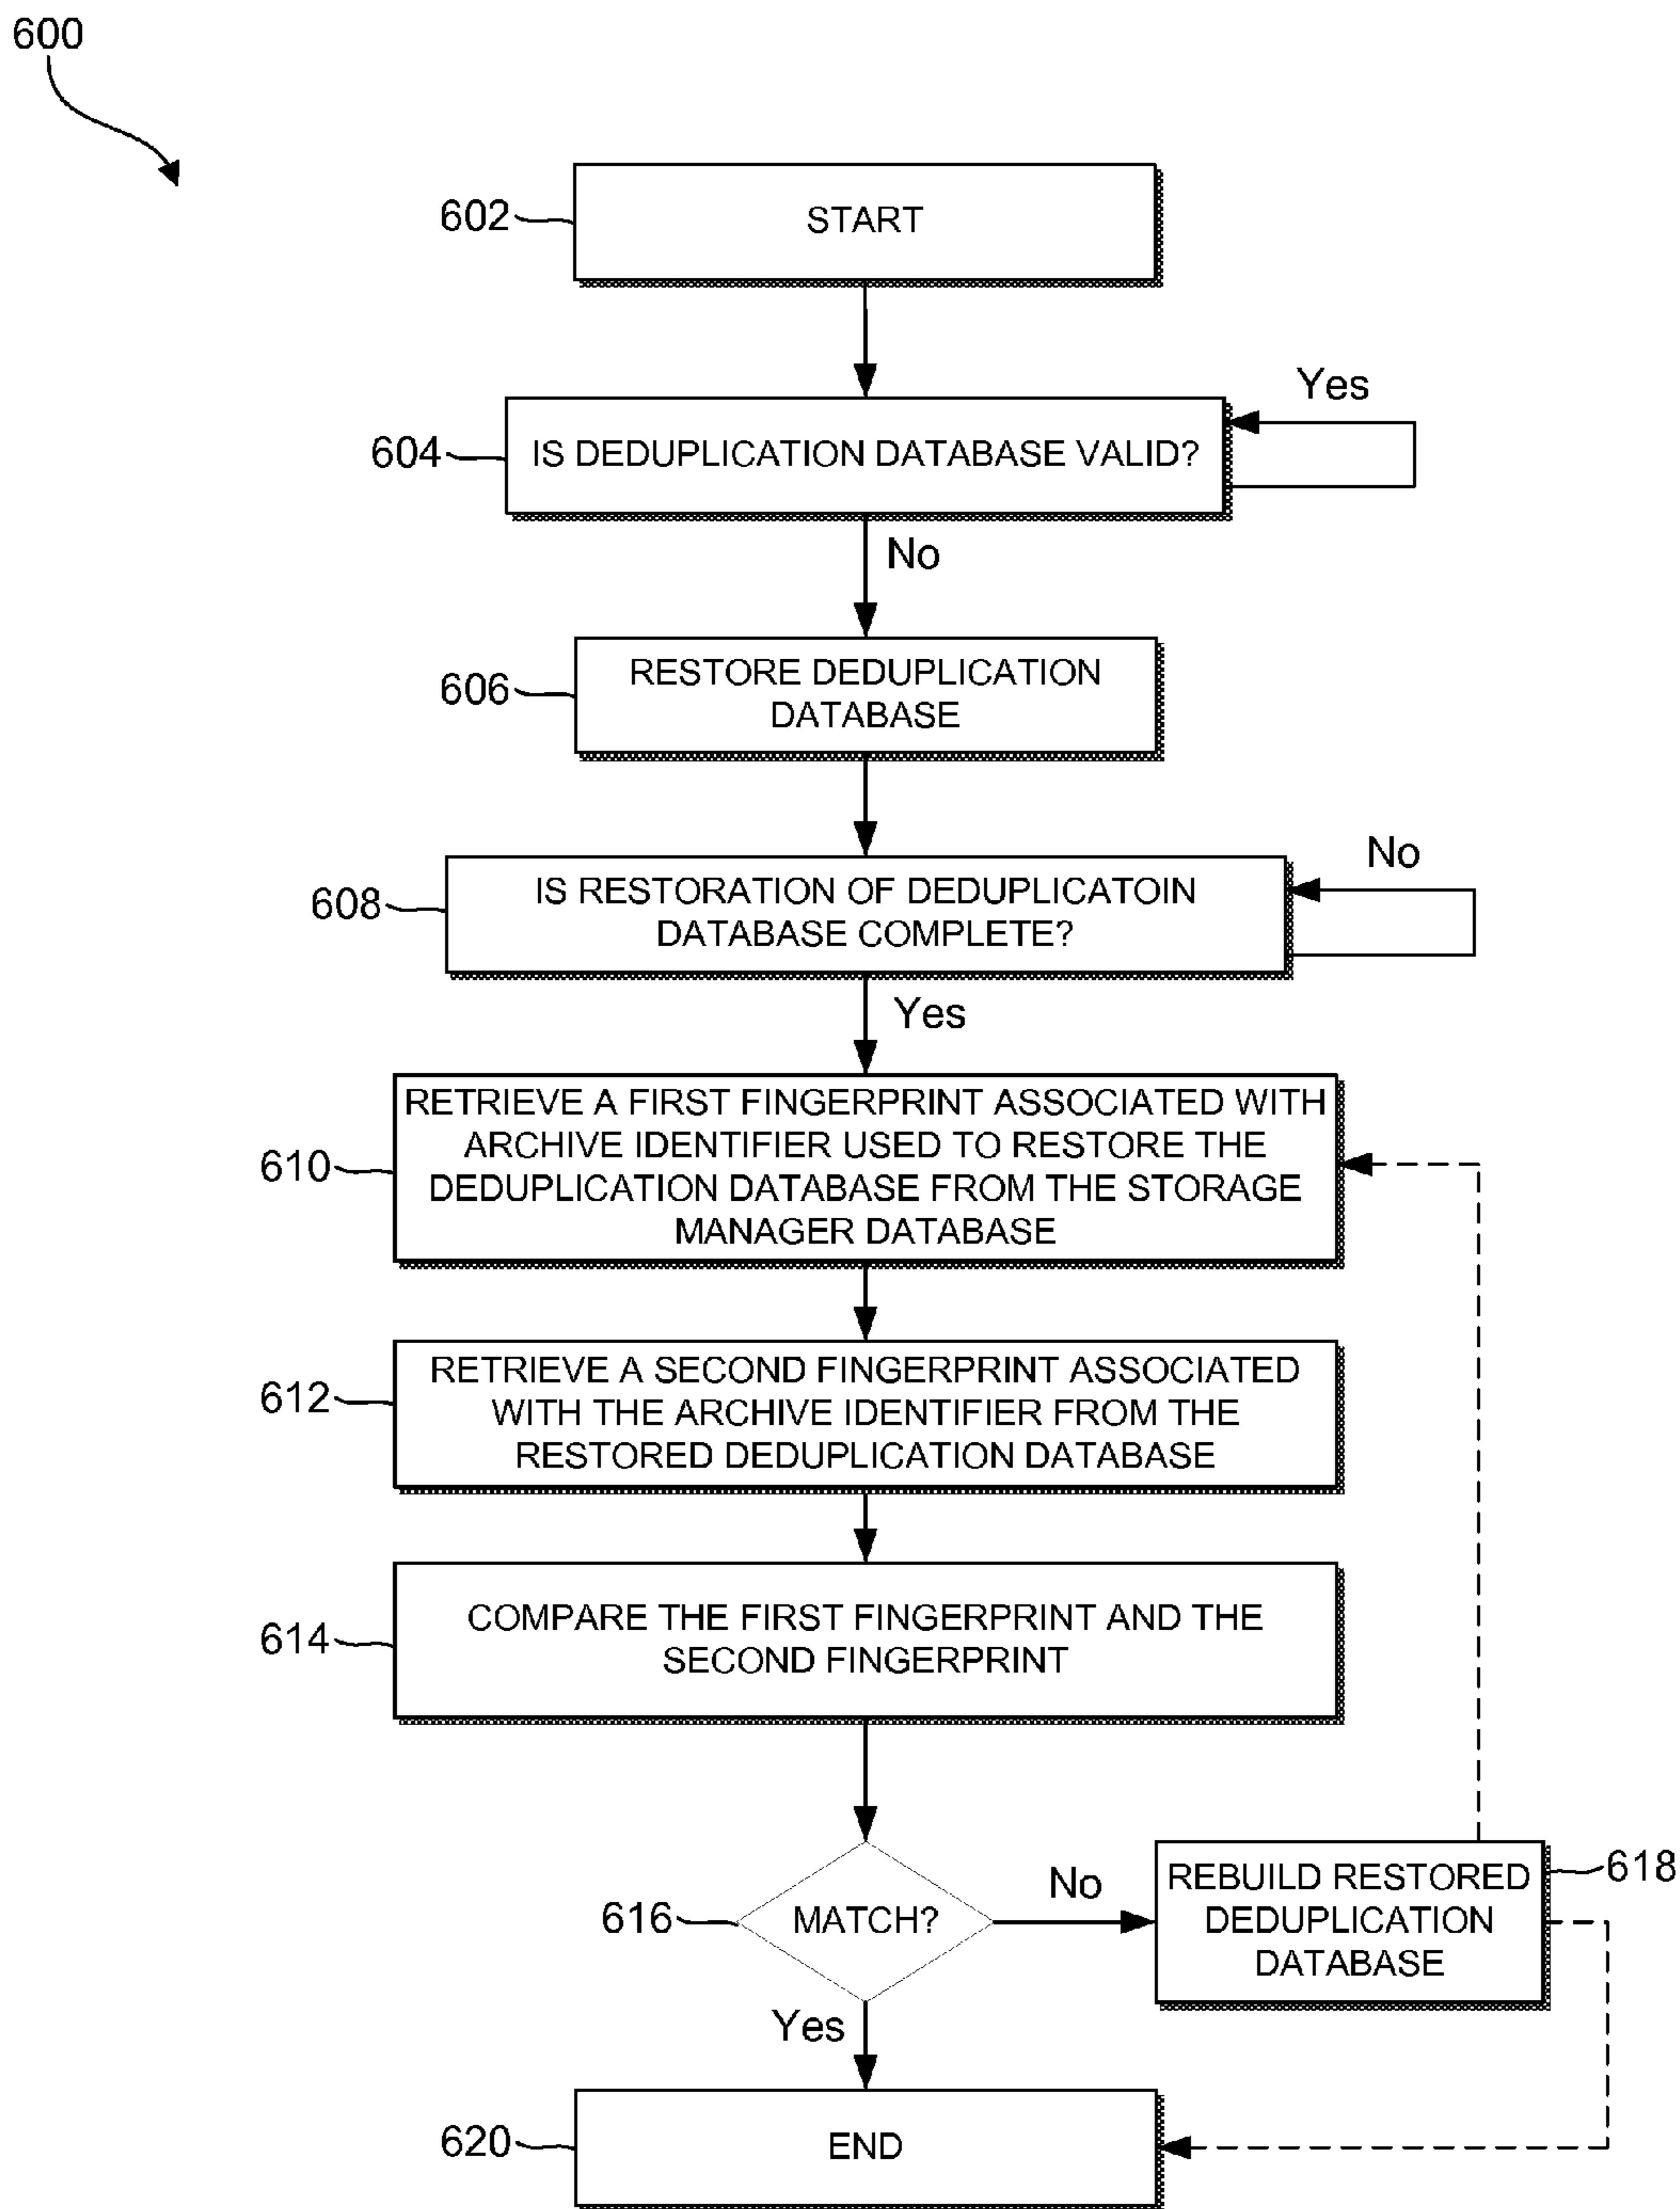 600
602
START
Yes
604
IS DEDUPLICATION DATABASE VALID?
No
606
RESTORE DEDUPLICATION
DATABASE
No
608
IS RESTORATION OF DEDUPLICATOIN
DATABASE COMPLETE?
Yes
610
RETRIEVE A FIRST FINGERPRINT ASSOCIATED WITH
ARCHIVE IDENTIFIER USED TO RESTORE THE
DEDUPLICATION DATABASE FROM THE STORAGE
MANAGER DATABASE
612
RETRIEVE A SECOND FINGERPRINT ASSOCIATED
WITH THE ARCHIVE IDENTIFIER FROM THE
RESTORED DEDUPLICATION DATABASE
614
COMPARE THE FIRST FINGERPRINT AND THE
SECOND FINGERPRINT
616
MATCH?
No
REBUILD RESTORED
DEDUPLICATION
DATABASE
618
Yes
620
END